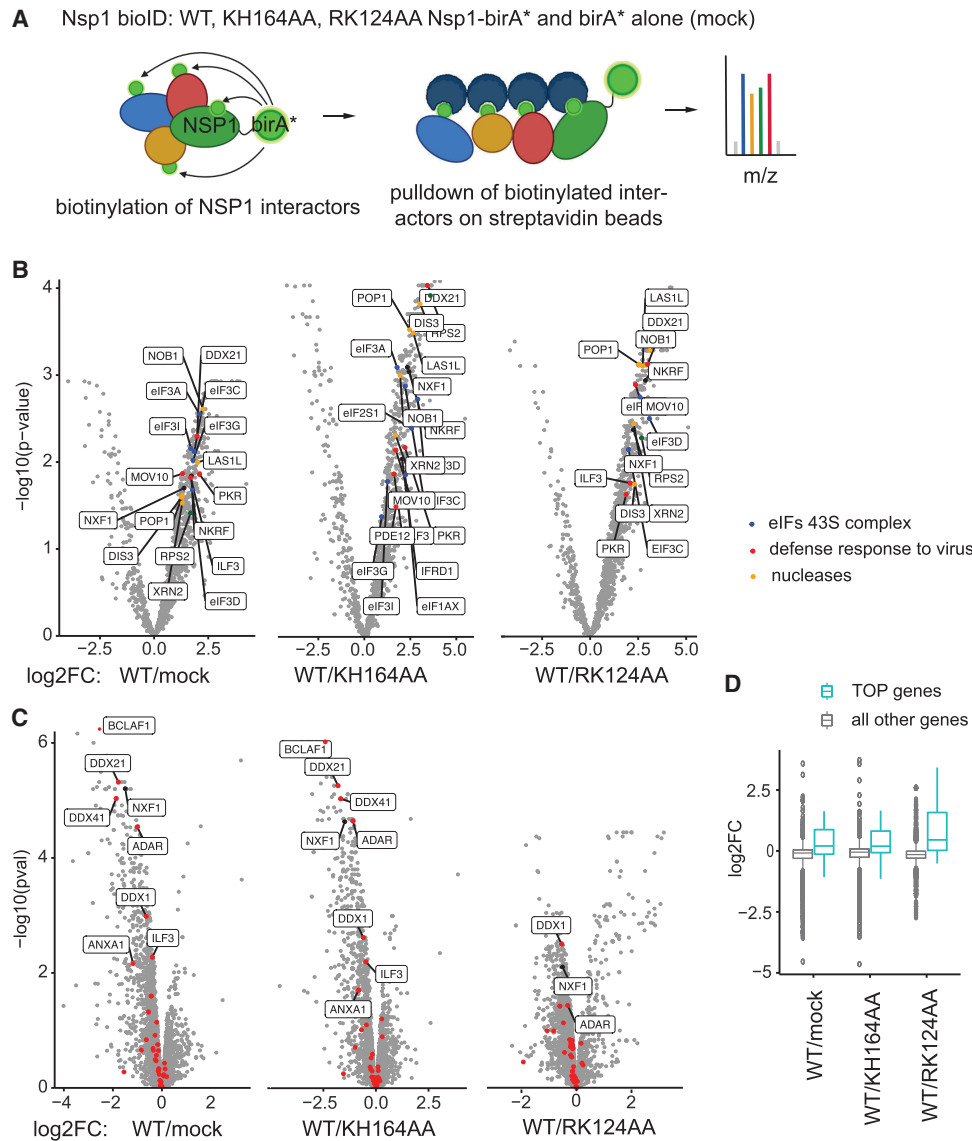 A
Nsp1 bioID: WT, KH164AA, RK124AA Nsp1-birA* and birA* alone (mock)
NSP1
birA*
biotinylation of NSP1 interactors
pulldown of biotinylated inter-
actors on streptavidin beads
m/z
B
−log10(p−value)
4
3
2
1
0
NOB1
DDX21
eIF3A
eIF3C
eIF3I
eIF3G
LAS1L
MOV10
PKR
NXF1
POP1
NKRF
DIS3
RPS2
ILF3
XRN2
eIF3D
−2.5
0.0
2.5
log2FC:
WT/mock
POP1
DDX21
DIS3
RPS2
eIF3A
LAS1L
NXF1
eIF2S1
NOB1
NKRF
XRN2
3D
MOV10
IF3C
PDE12
F3
PKR
eIF3G
IFRD1
eIF3I
eIF1AX
−2.5
0.0
2.5
5.0
WT/KH164AA
LAS1L
DDX21
NOB1
POP1
NKRF
eIF
MOV10
eIF3D
NXF1
ILF3
RPS2
DIS3
XRN2
PKR
EIF3C
−2.5
0.0
2.5
5.0
WT/RK124AA
eIFs 43S complex
defense response to virus
nucleases
C
−log10(pval)
6
4
2
0
BCLAF1
DDX21
DDX41
NXF1
ADAR
DDX1
ANXA1
ILF3
−4
−2
0
2
log2FC:
WT/mock
BCLAF1
DDX21
DDX41
NXF1
ADAR
DDX1
ILF3
ANXA1
−2.5
0.0
2.5
WT/KH164AA
DDX1
NXF1
ADAR
−2
0
2
WT/RK124AA
D
TOP genes
all other genes
log2FC
2.5
0
−2.5
−5
WT/mock
WT/KH164AA
WT/RK124AA